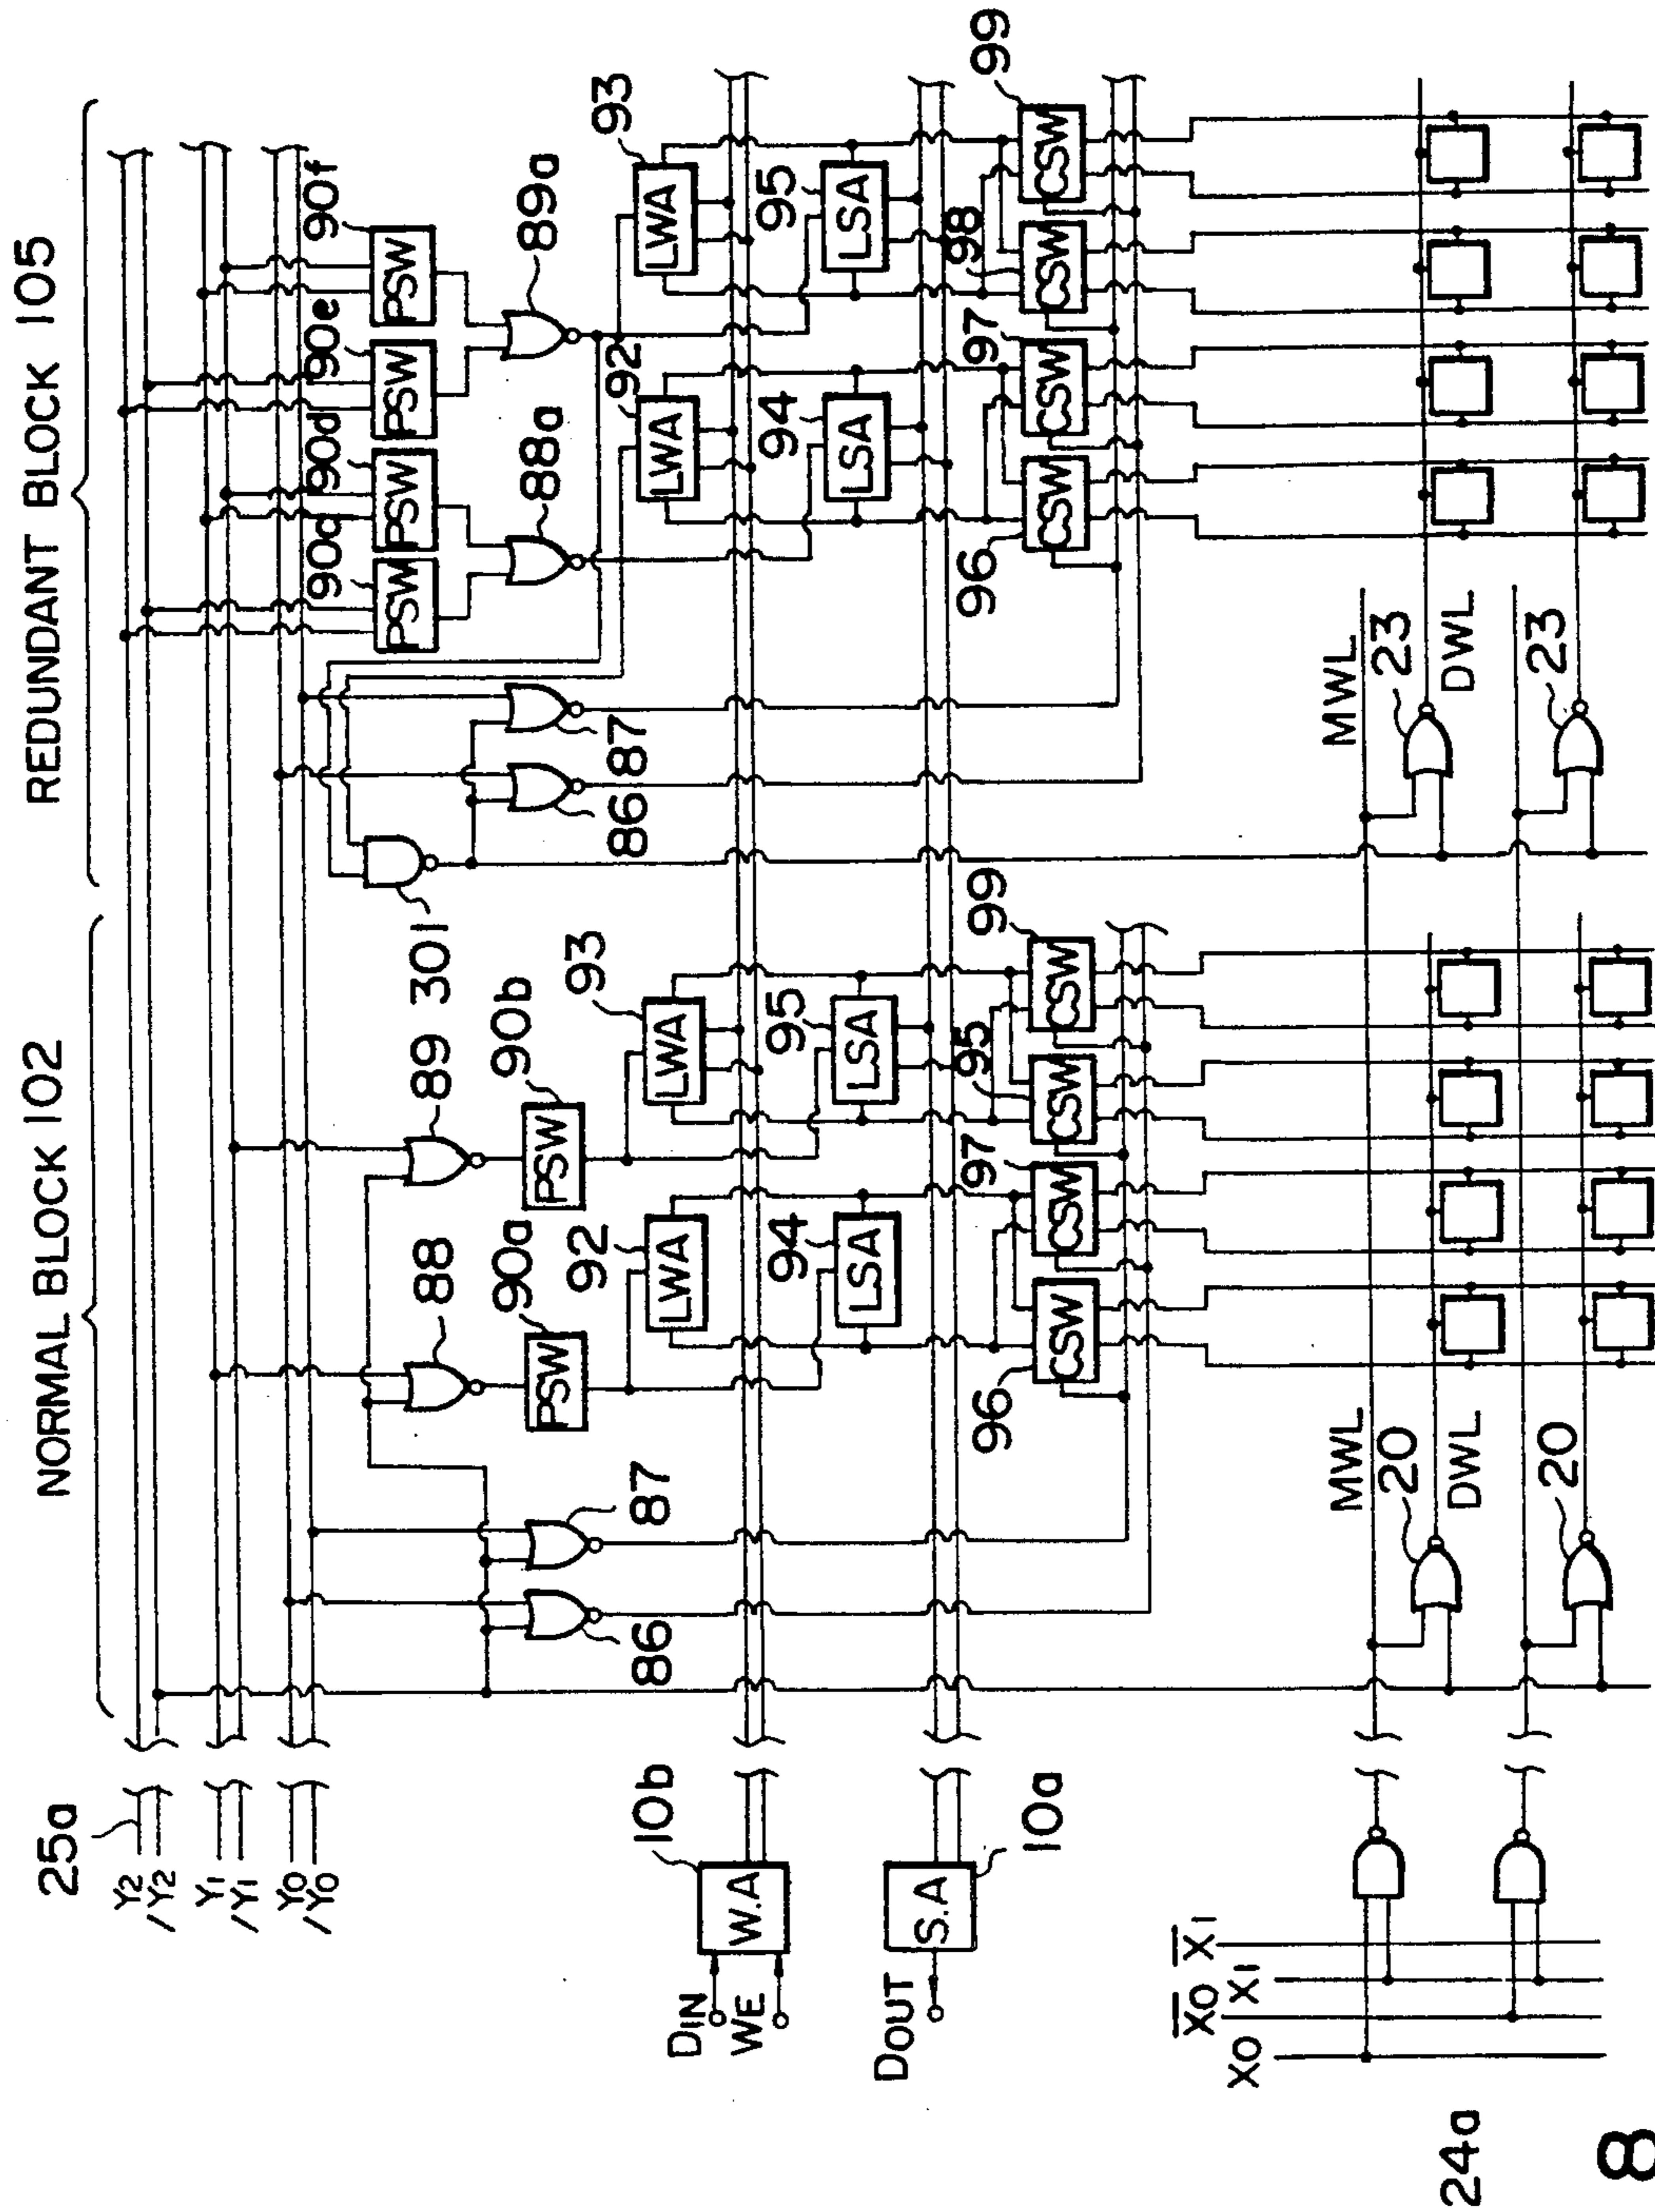 NORMAL BLOCK 102
REDUNDANT BLOCK 105
25a
Y2
/Y2
Y1
/Y1
Y0
/Y0
86
87
88
89
301
86
87
90c
90d
90e
90f
PSW
PSW
PSW
PSW
88a
89a
90a
90b
PSW
PSW
10b
W.A
DIN
WE
92
LWA
93
LWA
92
LWA
93
LWA
10a
S.A
DOUT
94
LSA
95
LSA
94
LSA
95
LSA
96
CSW
97
CSW
95
CSW
99
CSW
96
CSW
97
CSW
98
CSW
99
CSW
X0
X0
X1
X1
MWL
20
DWL
20
MWL
23
DWL
23
24a
8